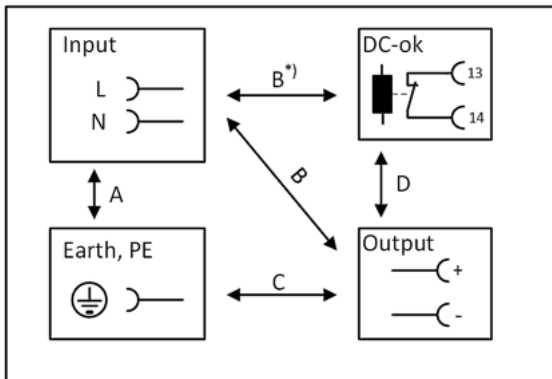 Input
L
N
B*)
DC-ok
13
14
A
B
D
Earth, PE
C
Output
+
-